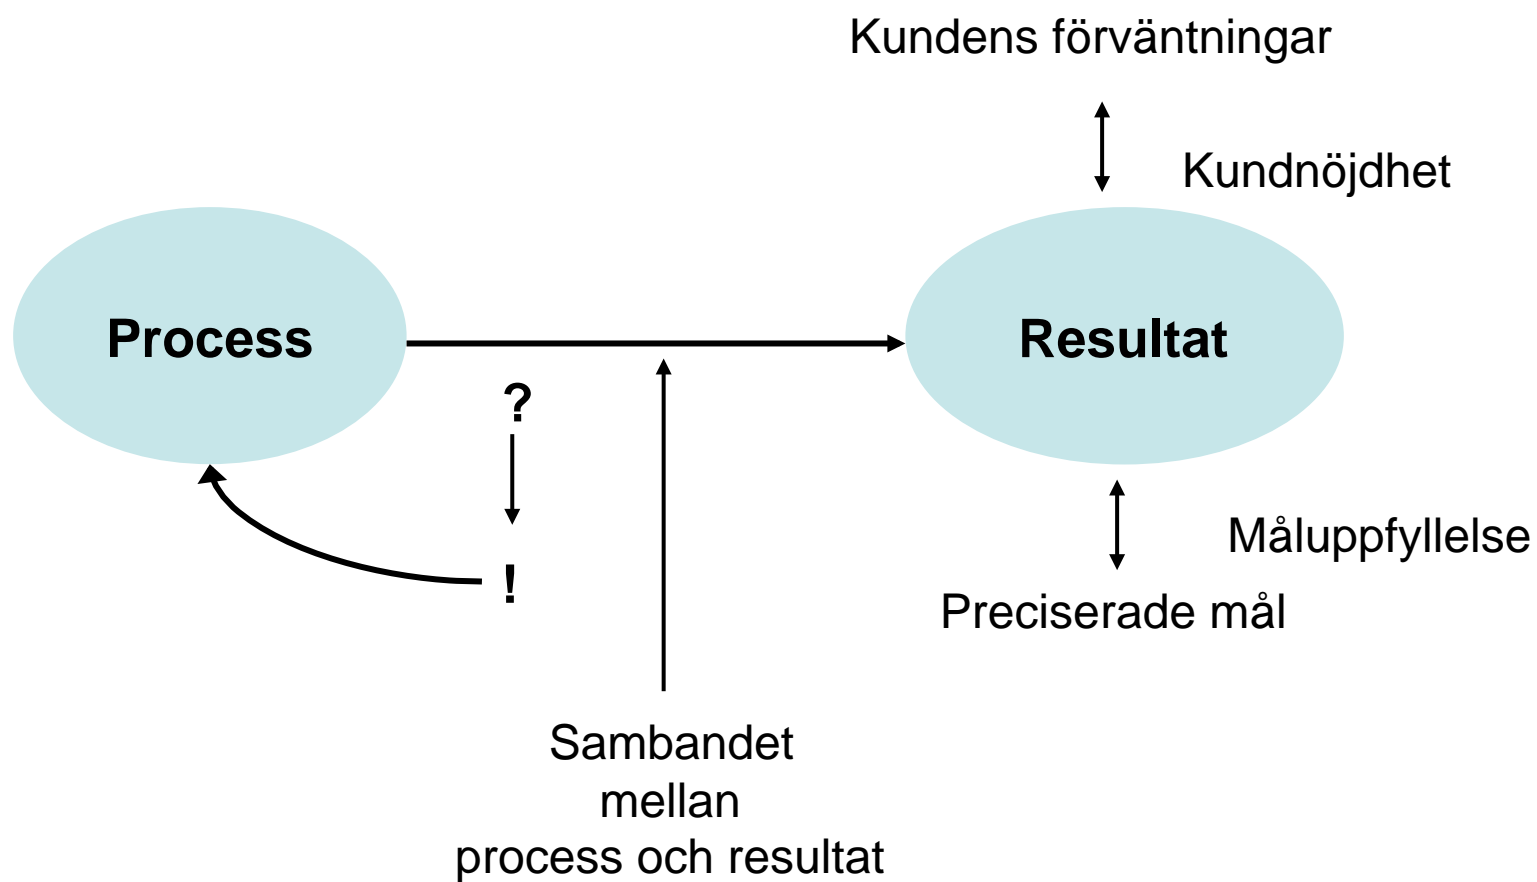 Kundens förväntningar
Kundnöjdhet
Process
Resultat
?
!
Måluppfyllelse
Preciserade mål
Sambandet
mellan
process och resultat